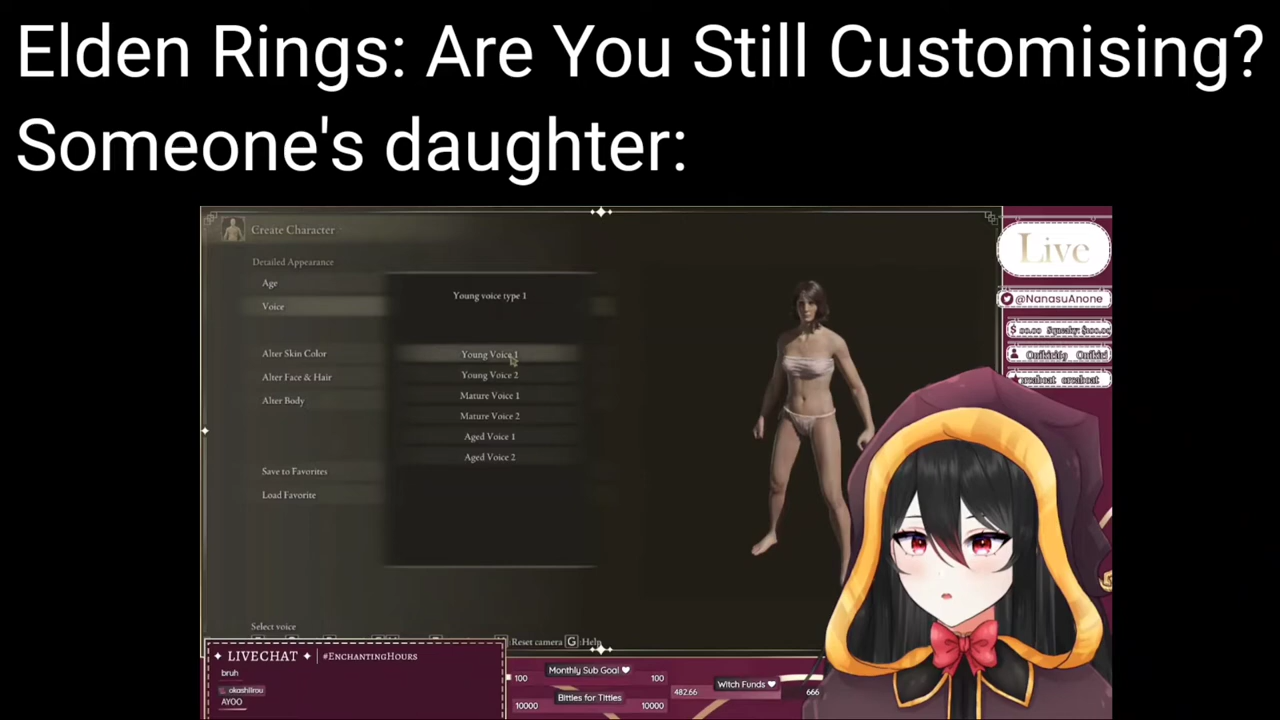 Elden Rings: Are You Still Customising?
Someone's daughter:
Create Character
Detailed Appearance
Age
Voice
Alter Skin Color
Alter Face & Hair
Alter Body
Save to Favorites
Load Favorite
Select voice
Young voice type 1
Young Voice 1
Young Voice 2
Mature Voice 1
Mature Voice 2
Aged Voice 1
Aged Voice 2
Reset camera G :Help
Live
@NanasuAnone
LIVECHAT #EnchantingHours
bruh
okashiirou
AYOO
Monthly Sub Goal
100 100
Bitties for Titties
10000 10000
Witch Funds
482.66 666